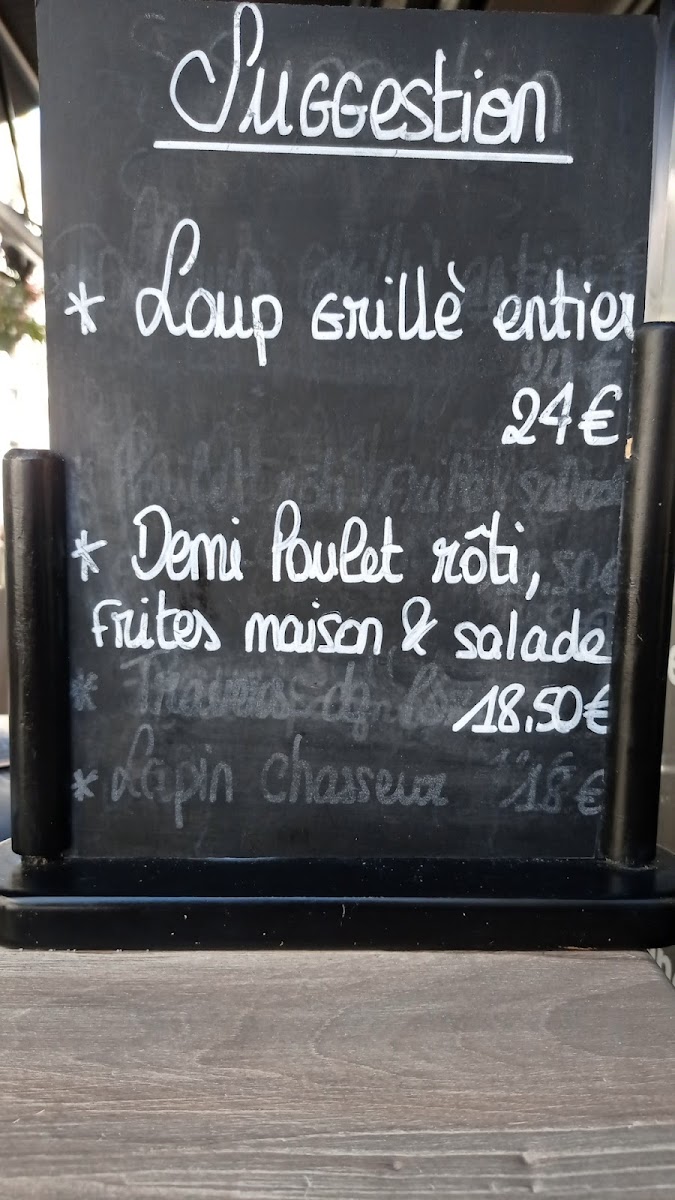 Suggestion
* Loup Grillè entier
24€
* Demi Poulet rôti,
Frites maison & salade
18,50€
* Lapin chasseur 18€